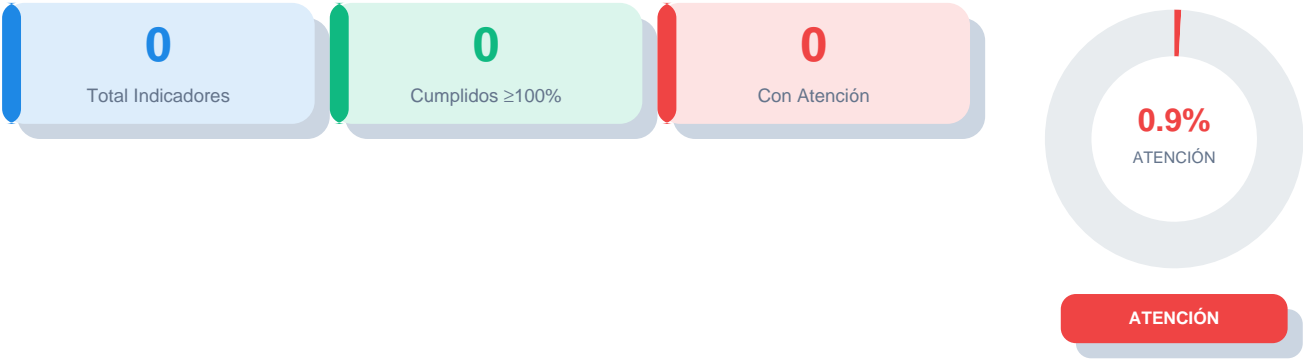 0
Total Indicadores
0
Cumplidos ≥100%
0
Con Atención
0.9%
ATENCIÓN
ATENCIÓN